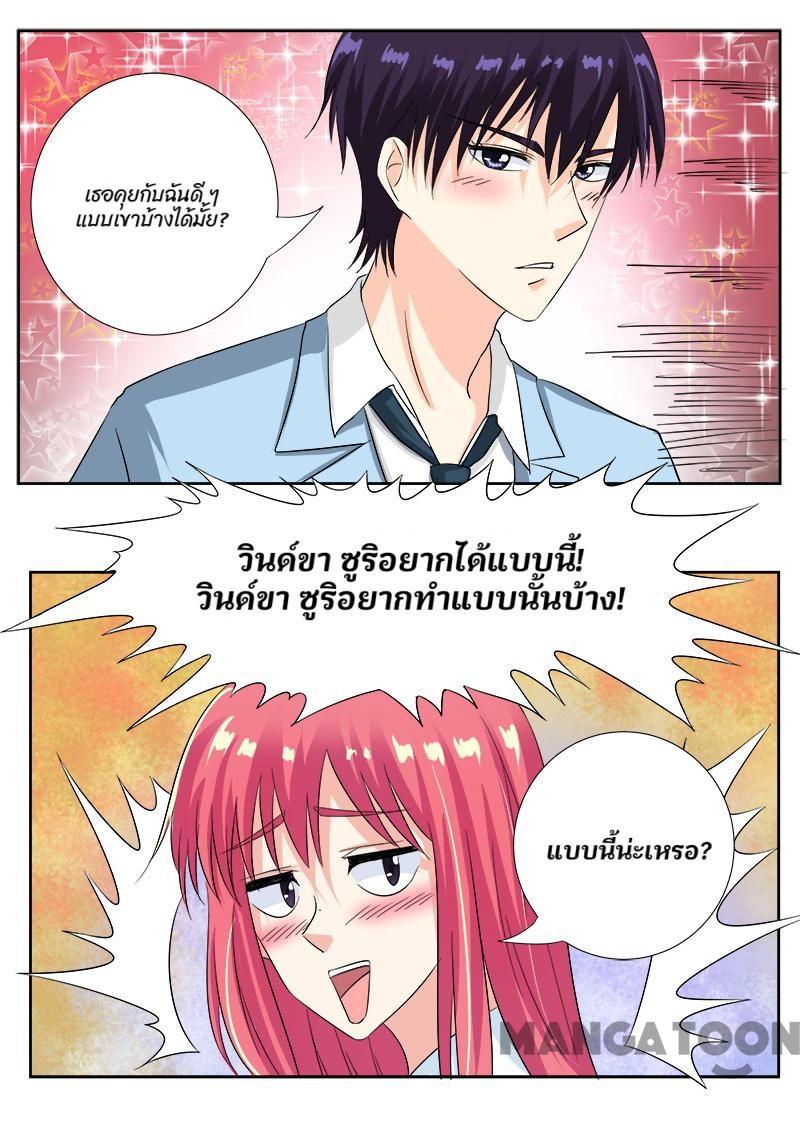 เธอคุยกับฉันดี ๆ
แบบเขาบ้างได้มั้ย?
วินด์ขา ซูริอยากได้แบบนี้!
วินด์ขา ซูริอยากทำแบบนั้นบ้าง!
แบบนี้น่ะเหรอ?
MANGATOON